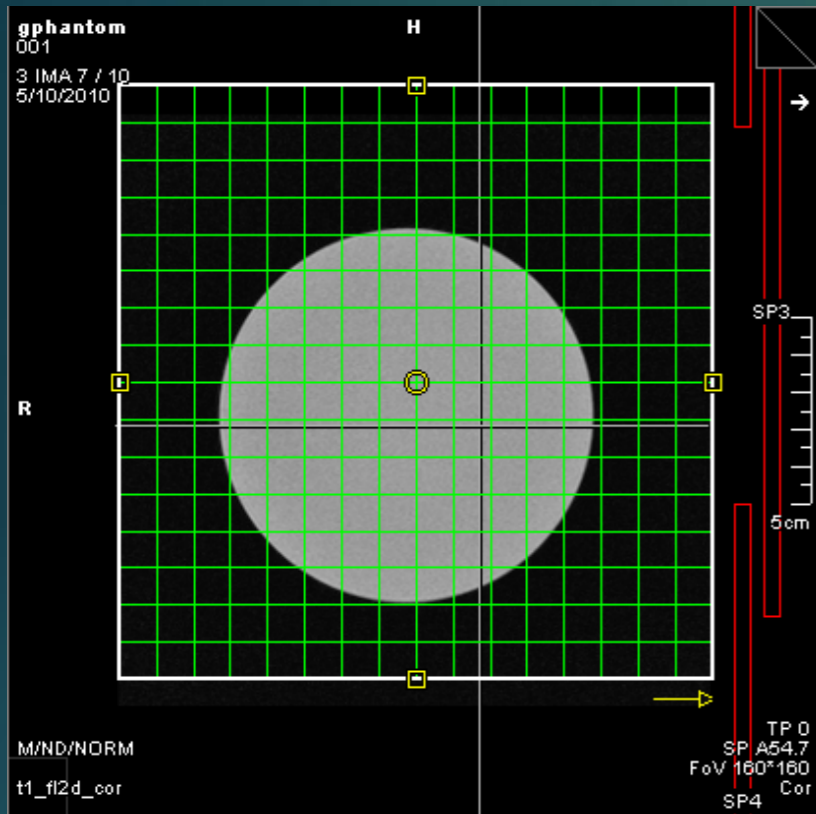 gphantom
H
001
3 IMA 7 / 10
5/10/2010
SP3
R
5cm
TP 0
M/ND/NORM
SP A54.7
FoV 160*160
t1_fl2d_cor
Cor
SP4